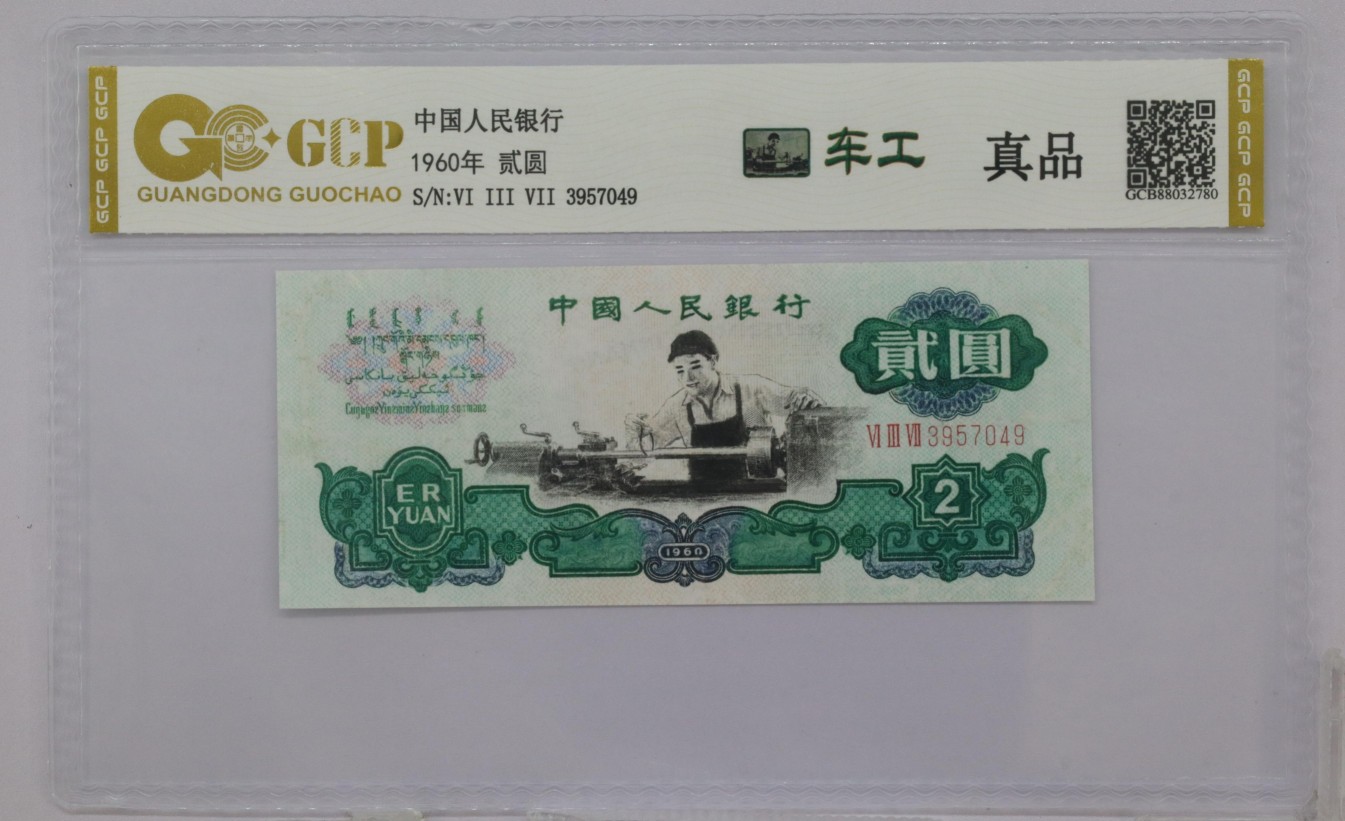 GCP GCP GCP
GCP
GUANGDONG GUOCHAO
中国人民银行
1960年 贰圆
S/N:VI III VII 3957049
车工
真品
GCB88032780
GCP GCP GCP
中國人民銀行
貳圓
VI III VII 3957049
ER
YUAN
2
1960